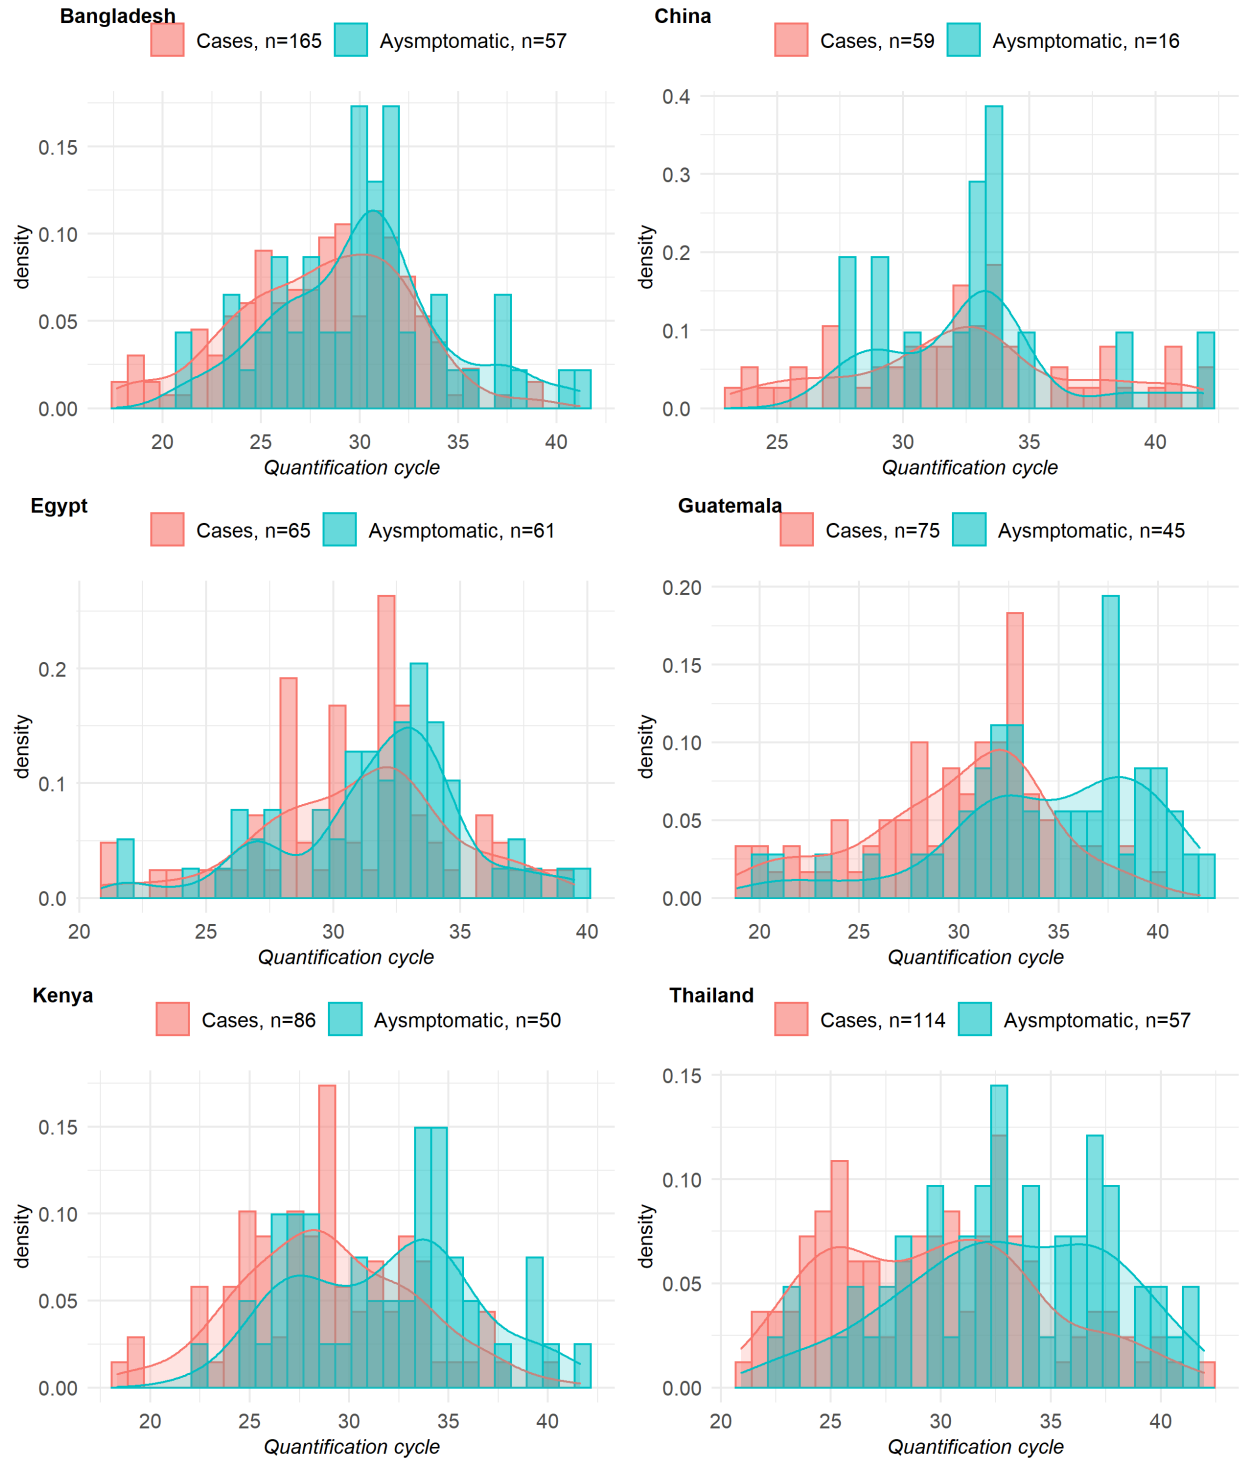 Bangladesh
Cases, n=165 Aysmptomatic, n=57
density
0.15
0.10
0.05
0.00
20 25 30 35 40
Quantification cycle
China
Cases, n=59 Aysmptomatic, n=16
density
0.4
0.3
0.2
0.1
0.0
25 30 35 40
Quantification cycle
Egypt
Cases, n=65 Aysmptomatic, n=61
density
0.2
0.1
0.0
20 25 30 35 40
Quantification cycle
Guatemala
Cases, n=75 Aysmptomatic, n=45
density
0.20
0.15
0.10
0.05
0.00
20 25 30 35 40
Quantification cycle
Kenya
Cases, n=86 Aysmptomatic, n=50
density
0.15
0.10
0.05
0.00
20 25 30 35 40
Quantification cycle
Thailand
Cases, n=114 Aysmptomatic, n=57
density
0.15
0.10
0.05
0.00
20 25 30 35 40
Quantification cycle